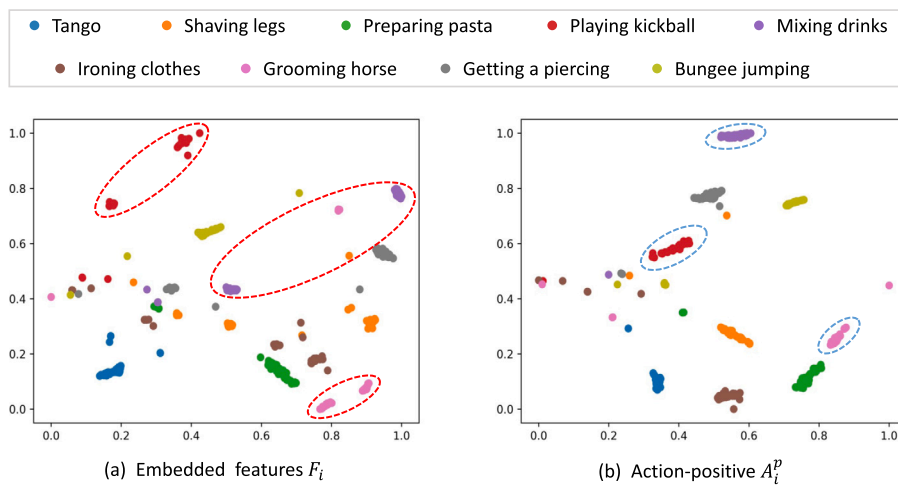 Tango Shaving legs Preparing pasta Playing kickball Mixing drinks
Ironing clothes Grooming horse Getting a piercing Bungee jumping
1.0
0.8
0.6
0.4
0.2
0.0
0.0 0.2 0.4 0.6 0.8 1.0
(a) Embedded features F_i
1.0
0.8
0.6
0.4
0.2
0.0
0.0 0.2 0.4 0.6 0.8 1.0
(b) Action-positive A_i^p